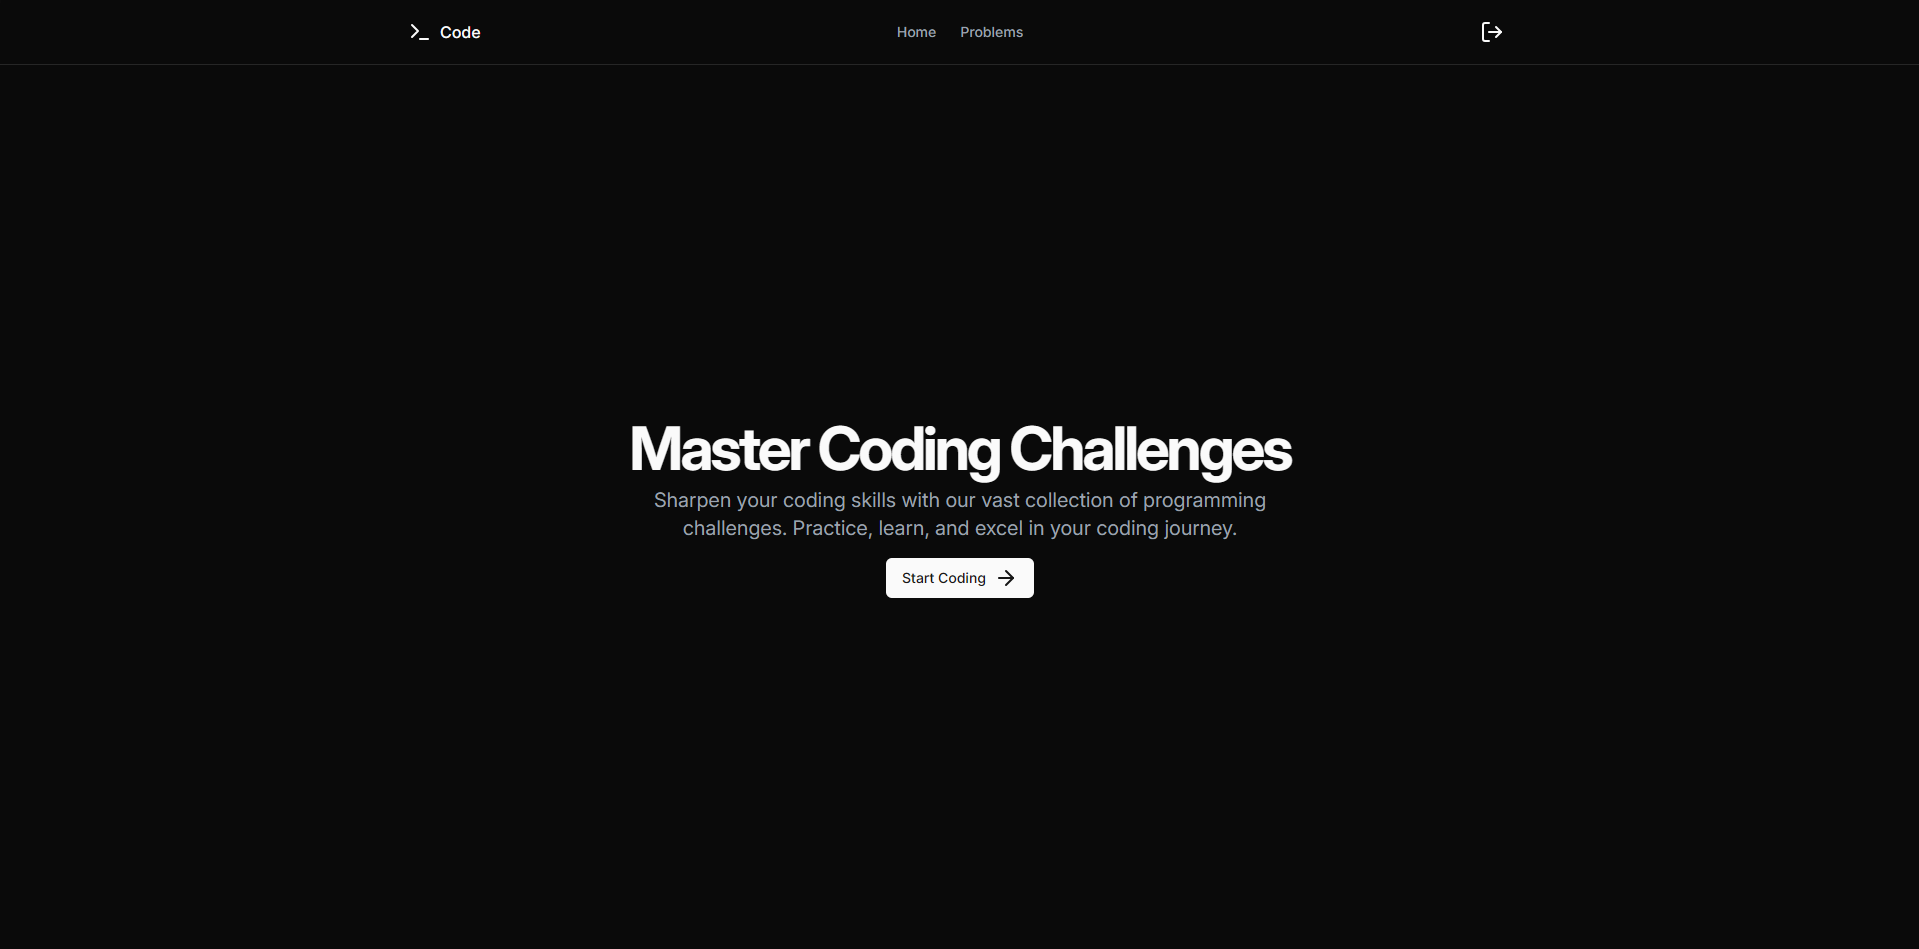 Code
Home
Problems
Master Coding Challenges
Sharpen your coding skills with our vast collection of programming
challenges. Practice, learn, and excel in your coding journey.
Start Coding